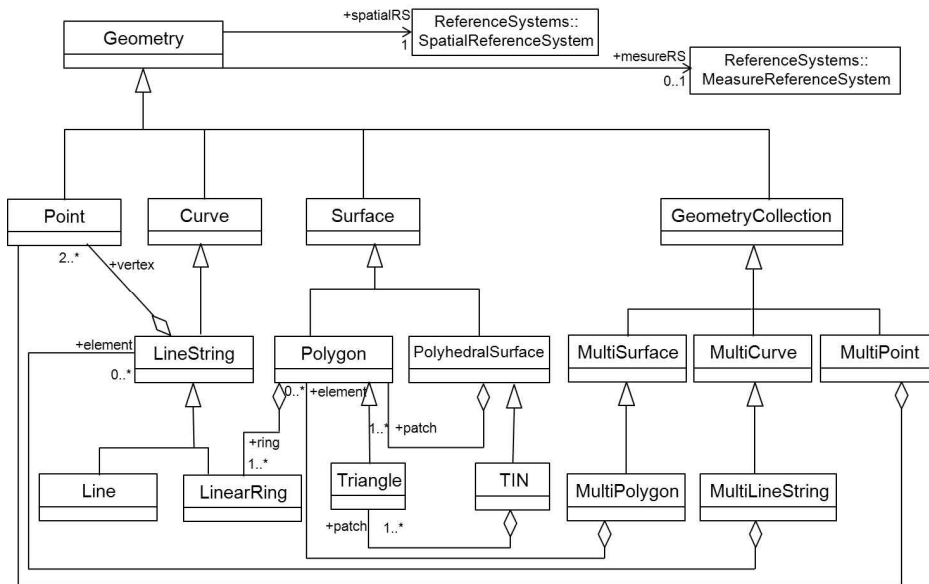 Geometry
+spatialRS
1
ReferenceSystems::
SpatialReferenceSystem
+mesureRS
0..1
ReferenceSystems::
MeasureReferenceSystem
Point
Curve
Surface
GeometryCollection
2..*
+vertex
+element
0..*
LineString
Polygon
PolyhedralSurface
MultiSurface
MultiCurve
MultiPoint
0..*
+element
1..*
+patch
+ring
1..*
Line
LinearRing
Triangle
TIN
MultiPolygon
MultiLineString
+patch
1..*